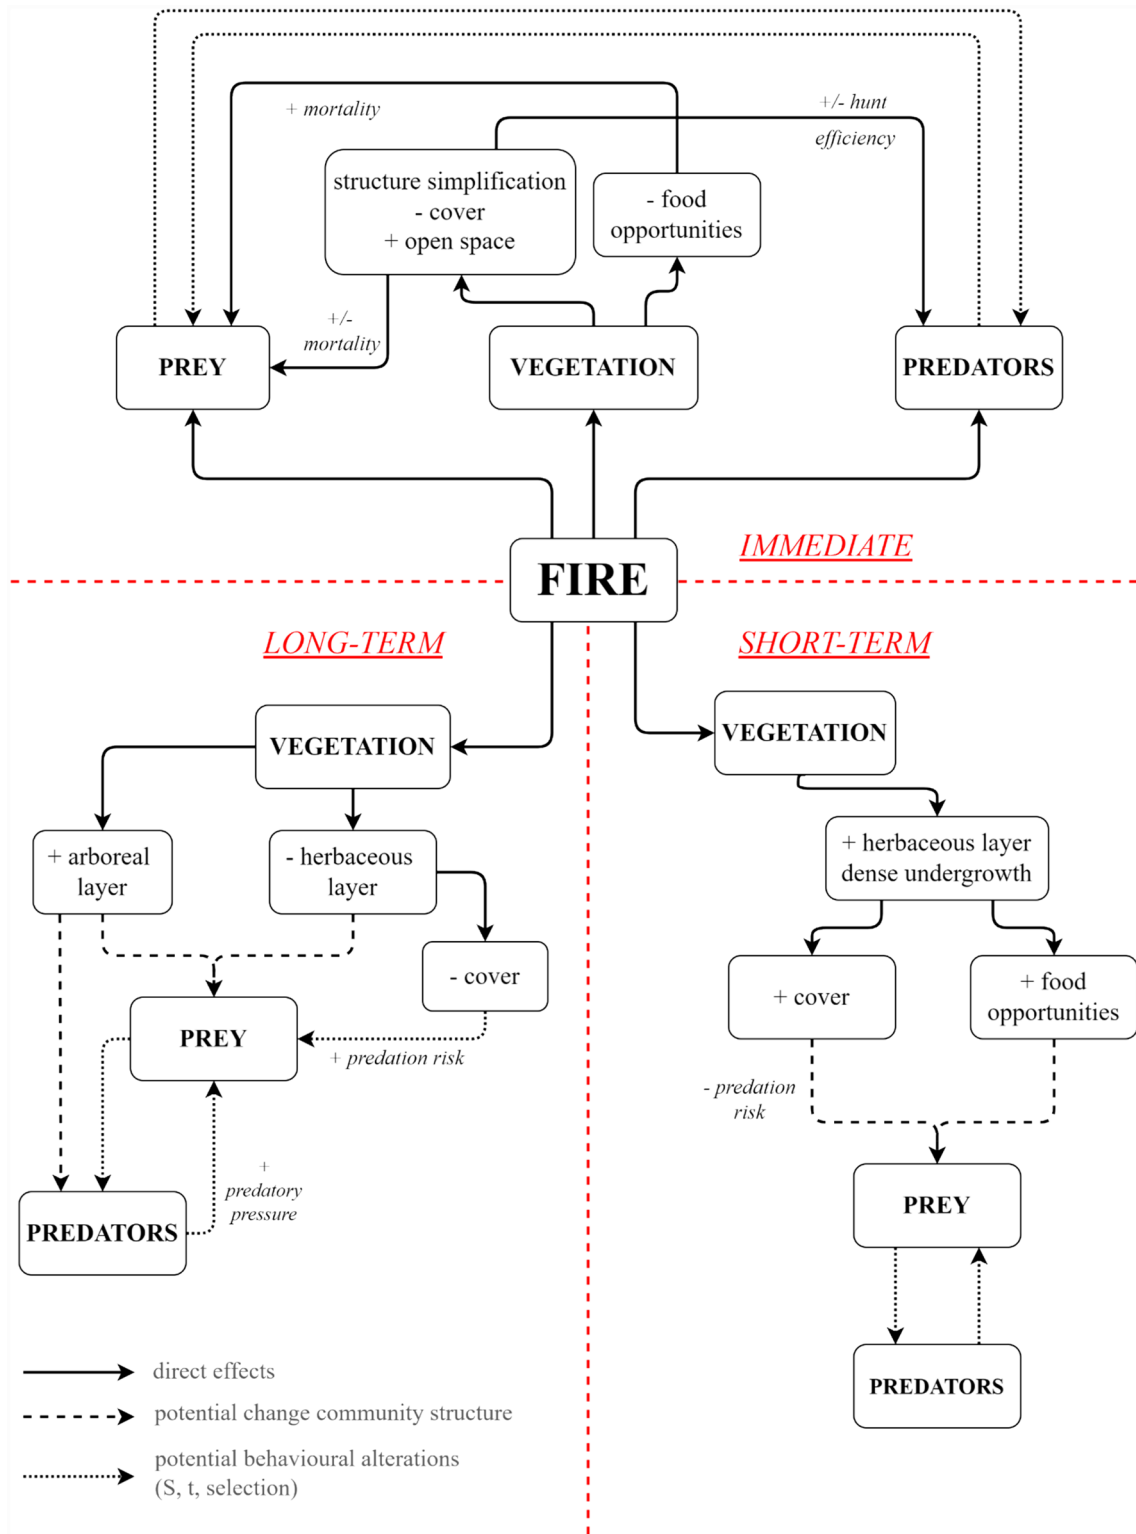 + mortality
+/- hunt
efficiency
structure simplification
- cover
+ open space
- food
opportunities
+/-
mortality
PREY
VEGETATION
PREDATORS
IMMEDIATE
FIRE
LONG-TERM
SHORT-TERM
VEGETATION
+ arboreal
layer
- herbaceous
layer
- cover
PREY
+ predation risk
+
predatory
pressure
PREDATORS
VEGETATION
+ herbaceous layer
dense undergrowth
+ cover
+ food
opportunities
- predation
risk
PREY
PREDATORS
direct effects
potential change community structure
potential behavioural alterations
(S, t, selection)